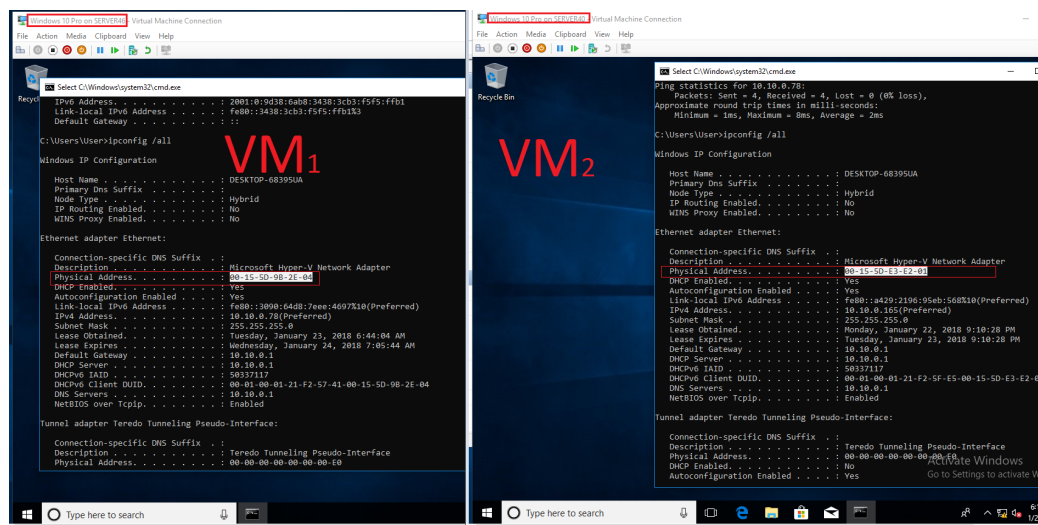 Windows 10 Pro on SERVER46 - Virtual Machine Connection
File Action Media Clipboard View Help
Recycl
Select C:\Windows\system32\cmd.exe
IPv6 Address. . . . . . . . . . . : 2001:0:9d38:6ab8:3438:3cb3:f5f5:ffb1
Link-local IPv6 Address . . . . . : fe80::3438:3cb3:f5f5:ffb1%3
Default Gateway . . . . . . . . . : ::
C:\Users\User>ipconfig /all
VM1
Windows IP Configuration
Host Name . . . . . . . . . . . . : DESKTOP-68395UA
Primary Dns Suffix . . . . . . . :
Node Type . . . . . . . . . . . . : Hybrid
IP Routing Enabled. . . . . . . . : No
WINS Proxy Enabled. . . . . . . . : No
Ethernet adapter Ethernet:
Connection-specific DNS Suffix . :
Description . . . . . . . . . . . : Microsoft Hyper-V Network Adapter
Physical Address. . . . . . . . . : 00-15-5D-9B-2E-04
DHCP Enabled. . . . . . . . . . . : Yes
Autoconfiguration Enabled . . . . : Yes
Link-local IPv6 Address . . . . . : fe80::3090:64d8:7eee:4697%10(Preferred)
IPv4 Address. . . . . . . . . . . : 10.10.0.78(Preferred)
Subnet Mask . . . . . . . . . . . : 255.255.255.0
Lease Obtained. . . . . . . . . . : Tuesday, January 23, 2018 6:44:04 AM
Lease Expires . . . . . . . . . . : Wednesday, January 24, 2018 7:05:44 AM
Default Gateway . . . . . . . . . : 10.10.0.1
DHCP Server . . . . . . . . . . . : 10.10.0.1
DHCPv6 IAID . . . . . . . . . . . : 50337117
DHCPv6 Client DUID. . . . . . . . : 00-01-00-01-21-F2-57-41-00-15-5D-9B-2E-04
DNS Servers . . . . . . . . . . . : 10.10.0.1
NetBIOS over Tcpip. . . . . . . . : Enabled
Tunnel adapter Teredo Tunneling Pseudo-Interface:
Connection-specific DNS Suffix . :
Description . . . . . . . . . . . : Teredo Tunneling Pseudo-Interface
Physical Address. . . . . . . . . : 00-00-00-00-00-00-00-E0
Type here to search
Windows 10 Pro on SERVER40 - Virtual Machine Connection
File Action Media Clipboard View Help
Recycle Bin
Select C:\Windows\system32\cmd.exe
Ping statistics for 10.10.0.78:
Packets: Sent = 4, Received = 4, Lost = 0 (0% loss),
Approximate round trip times in milli-seconds:
Minimum = 1ms, Maximum = 8ms, Average = 2ms
C:\Users\User>ipconfig /all
VM2
Windows IP Configuration
Host Name . . . . . . . . . . . . : DESKTOP-68395UA
Primary Dns Suffix . . . . . . . :
Node Type . . . . . . . . . . . . : Hybrid
IP Routing Enabled. . . . . . . . : No
WINS Proxy Enabled. . . . . . . . : No
Ethernet adapter Ethernet:
Connection-specific DNS Suffix . :
Description . . . . . . . . . . . : Microsoft Hyper-V Network Adapter
Physical Address. . . . . . . . . : 00-15-5D-E3-E2-01
DHCP Enabled. . . . . . . . . . . : Yes
Autoconfiguration Enabled . . . . : Yes
Link-local IPv6 Address . . . . . : fe80::a429:2196:95eb:568%10(Preferred)
IPv4 Address. . . . . . . . . . . : 10.10.0.165(Preferred)
Subnet Mask . . . . . . . . . . . : 255.255.255.0
Lease Obtained. . . . . . . . . . : Monday, January 22, 2018 9:10:28 PM
Lease Expires . . . . . . . . . . : Tuesday, January 23, 2018 9:10:28 PM
Default Gateway . . . . . . . . . : 10.10.0.1
DHCP Server . . . . . . . . . . . : 10.10.0.1
DHCPv6 IAID . . . . . . . . . . . : 50337117
DHCPv6 Client DUID. . . . . . . . : 00-01-00-01-21-F2-5F-E5-00-15-5D-E3-E2-0
DNS Servers . . . . . . . . . . . : 10.10.0.1
NetBIOS over Tcpip. . . . . . . . : Enabled
Tunnel adapter Teredo Tunneling Pseudo-Interface:
Connection-specific DNS Suffix . :
Description . . . . . . . . . . . : Teredo Tunneling Pseudo-Interface
Physical Address. . . . . . . . . : 00-00-00-00-00-00-00-E0
DHCP Enabled. . . . . . . . . . . : No
Autoconfiguration Enabled . . . . : Yes
Activate Windows
Go to Settings to activate W
Type here to search